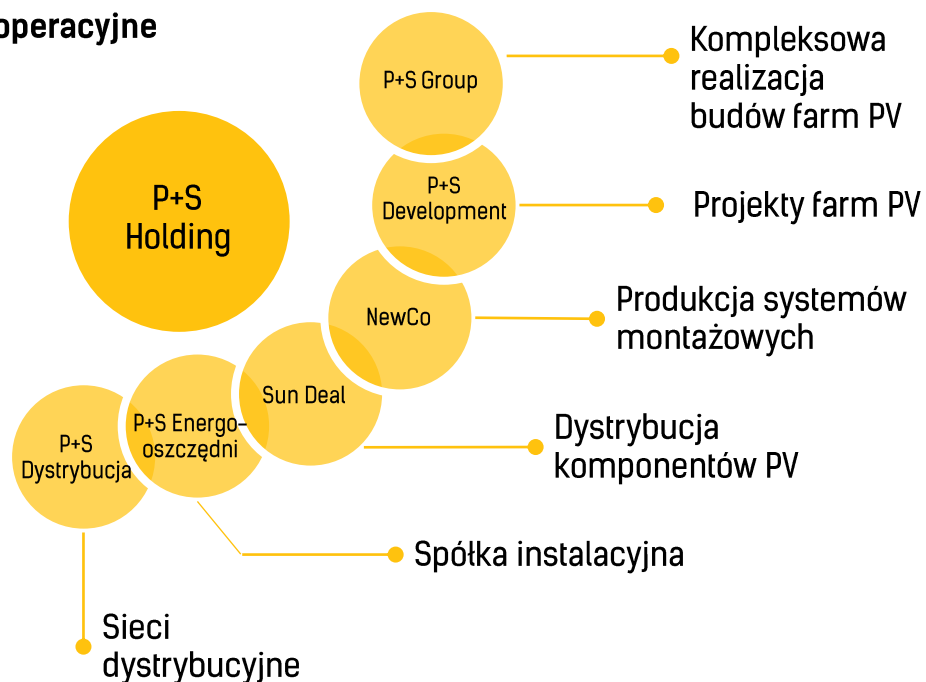 operacyjne
P+S Group
Kompleksowa
realizacja
budów farm PV
P+S
Holding
P+S
Development
Projekty farm PV
NewCo
Produkcja systemów
montażowych
Sun Deal
Dystrybucja
komponentów PV
P+S Energo-
oszczędni
Spółka instalacyjna
P+S
Dystrybucja
Sieci
dystrybucyjne